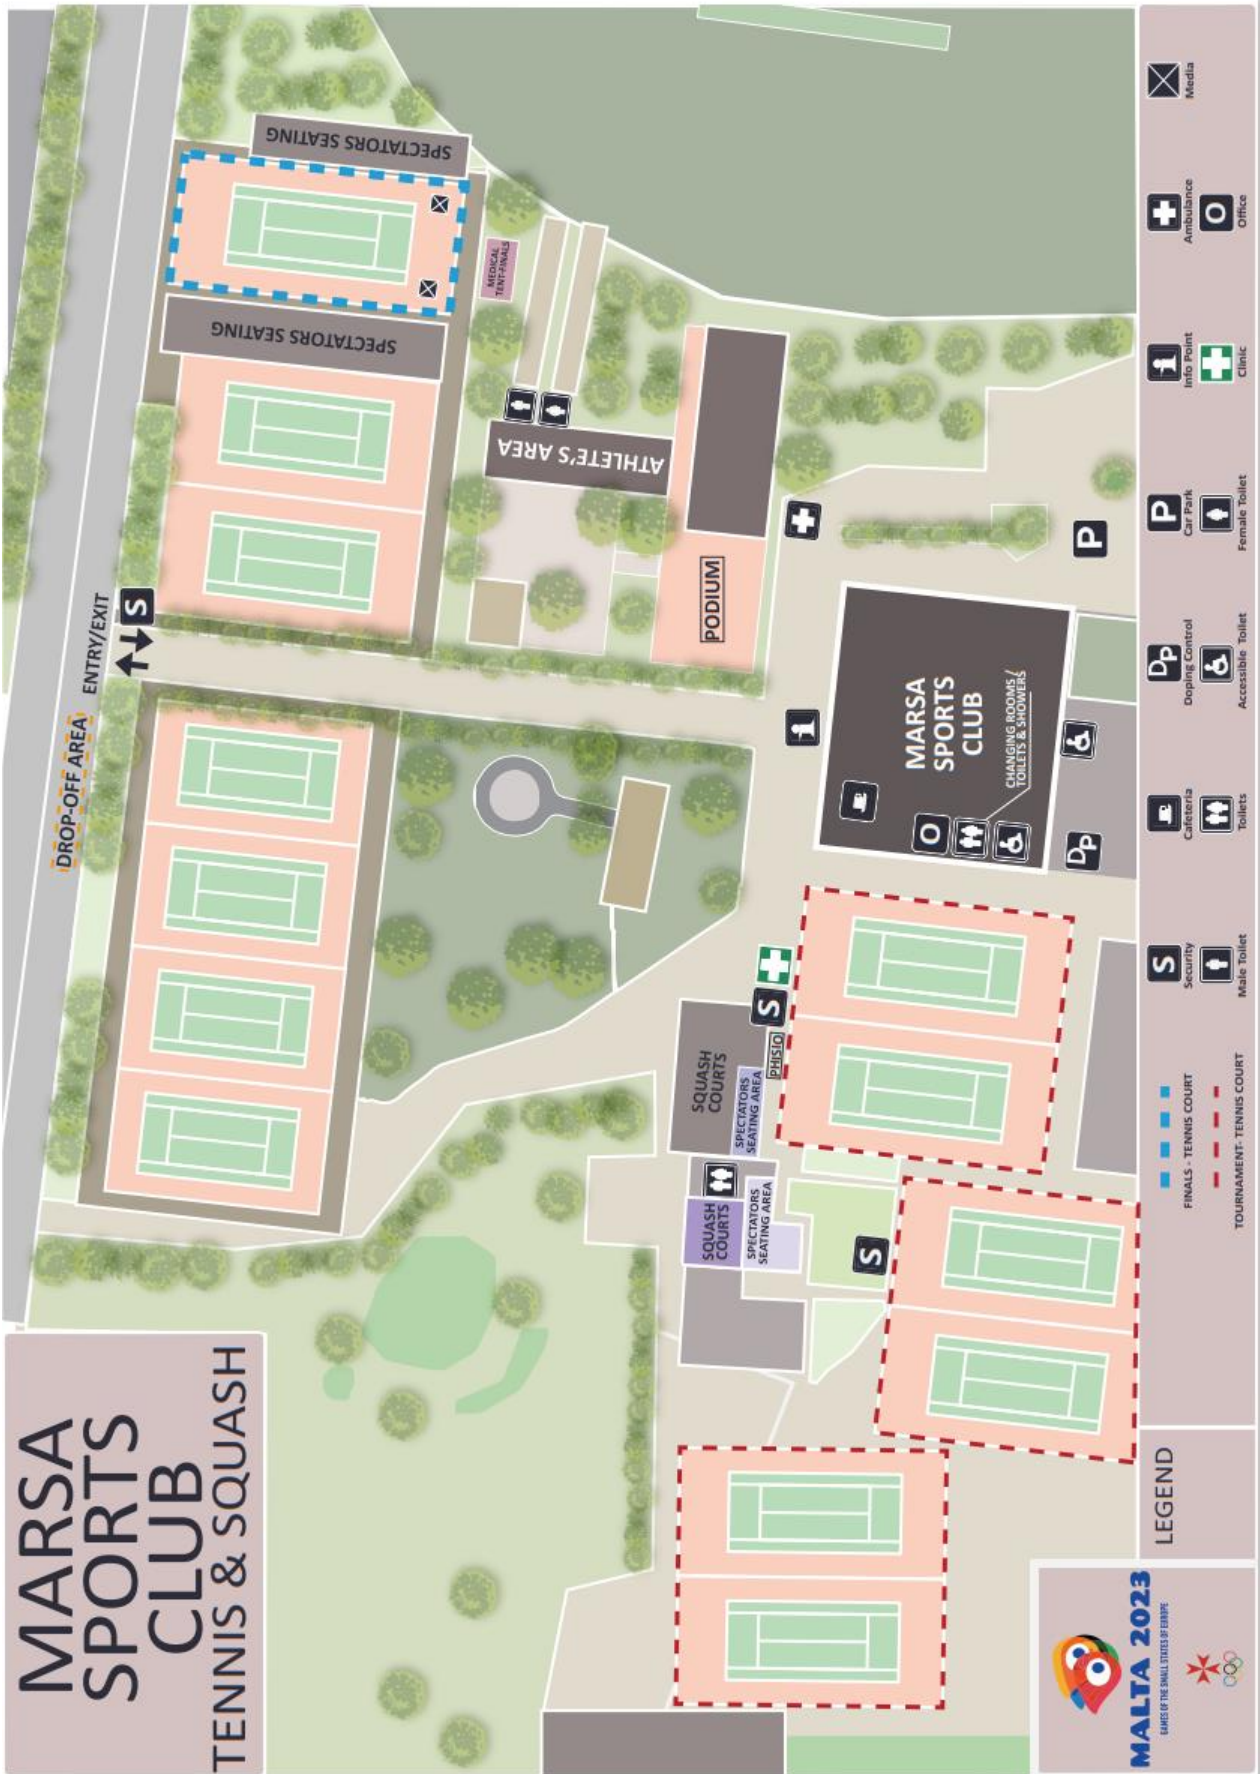 MARSA
SPORTS
CLUB
TENNIS & SQUASH
DROP-OFF AREA
ENTRY/EXIT
S
SPECTATORS SEATING
SPECTATORS SEATING
MEDICAL
TENT-FINALS
ATHLETE'S AREA
PODIUM
P
MARSA
SPORTS
CLUB
CHANGING ROOMS /
TOILETS & SHOWERS
O
DP
S
PHISIO
SQUASH
COURTS
SPECTATORS
SEATING AREA
SQUASH
COURTS
SPECTATORS
SEATING AREA
S
MALTA 2023
GAMES OF THE SMALL STATES OF EUROPE
LEGEND
FINALS - TENNIS COURT
TOURNAMENT- TENNIS COURT
S
Security
Male Toilet
Cafeteria
Toilets
DP
Doping Control
Accessible Toilet
P
Car Park
Female Toilet
Info Point
Clinic
Ambulance
O
Office
Media